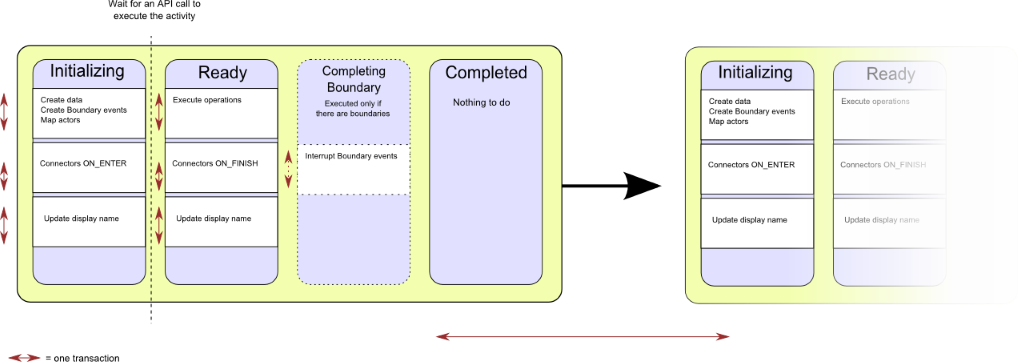 Wait for an API call to
execute the activity
Initializing
Create data
Create Boundary events
Map actors
Connectors ON_ENTER
Update display name
Ready
Execute operations
Connectors ON_FINISH
Update display name
Completing
Boundary
Executed only if
there are boundaries
Interrupt Boundary events
Completed
Nothing to do
Initializing
Create data
Create Boundary events
Map actors
Connectors ON_ENTER
Update display name
Ready
Execute operations
Connectors ON_FINISH
Update display name
= one transaction